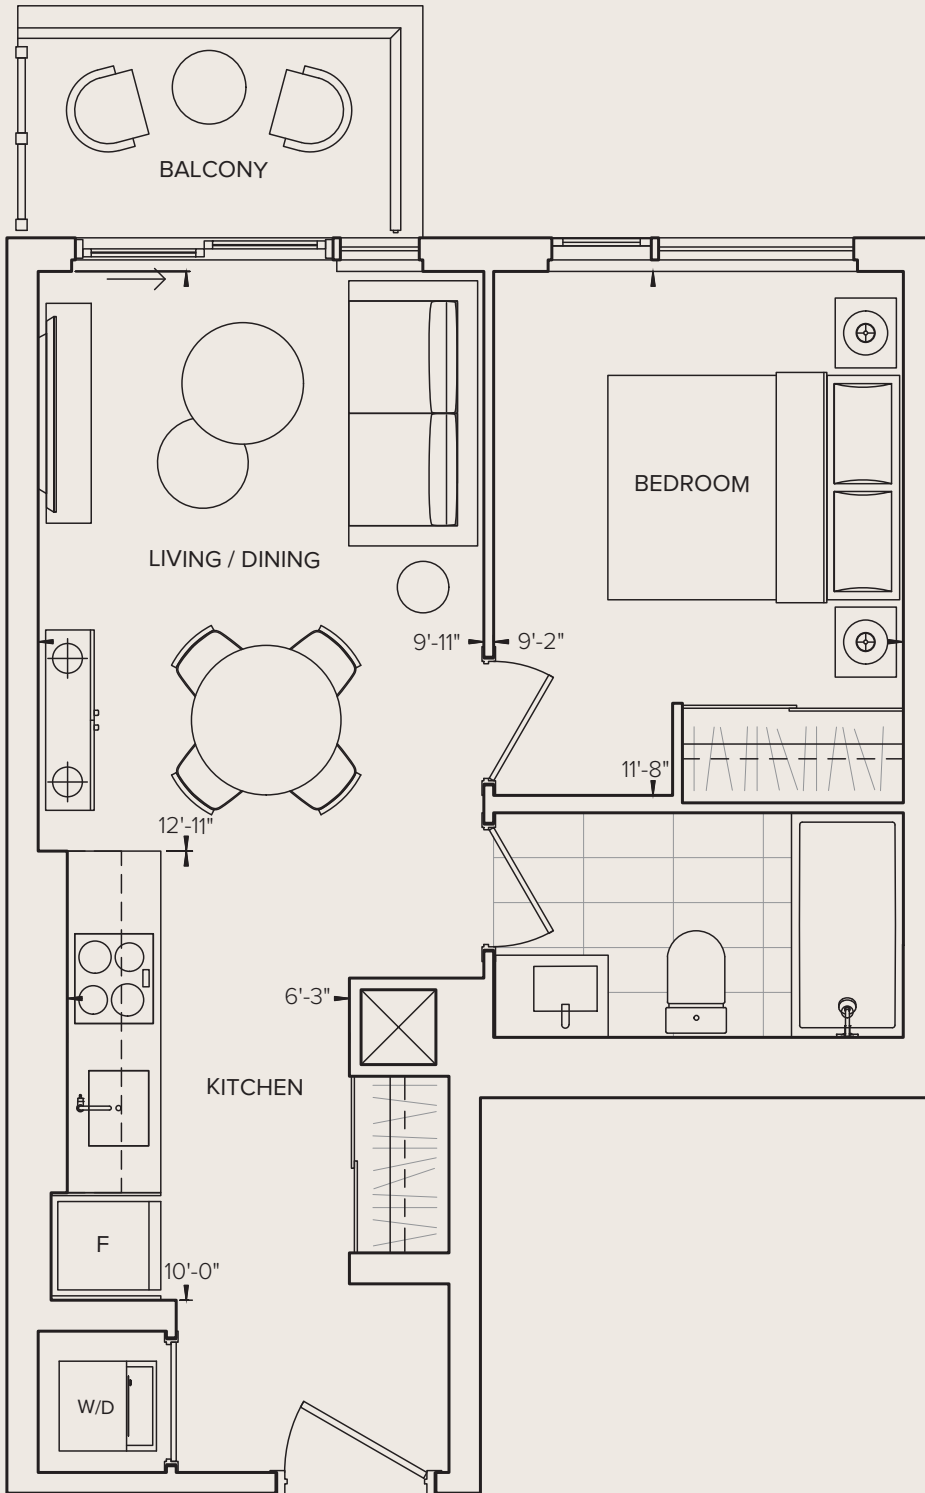 BALCONY
BEDROOM
LIVING / DINING
9'-11" 9'-2"
11'-8"
12'-11"
6'-3"
KITCHEN
F
10'-0"
W/D